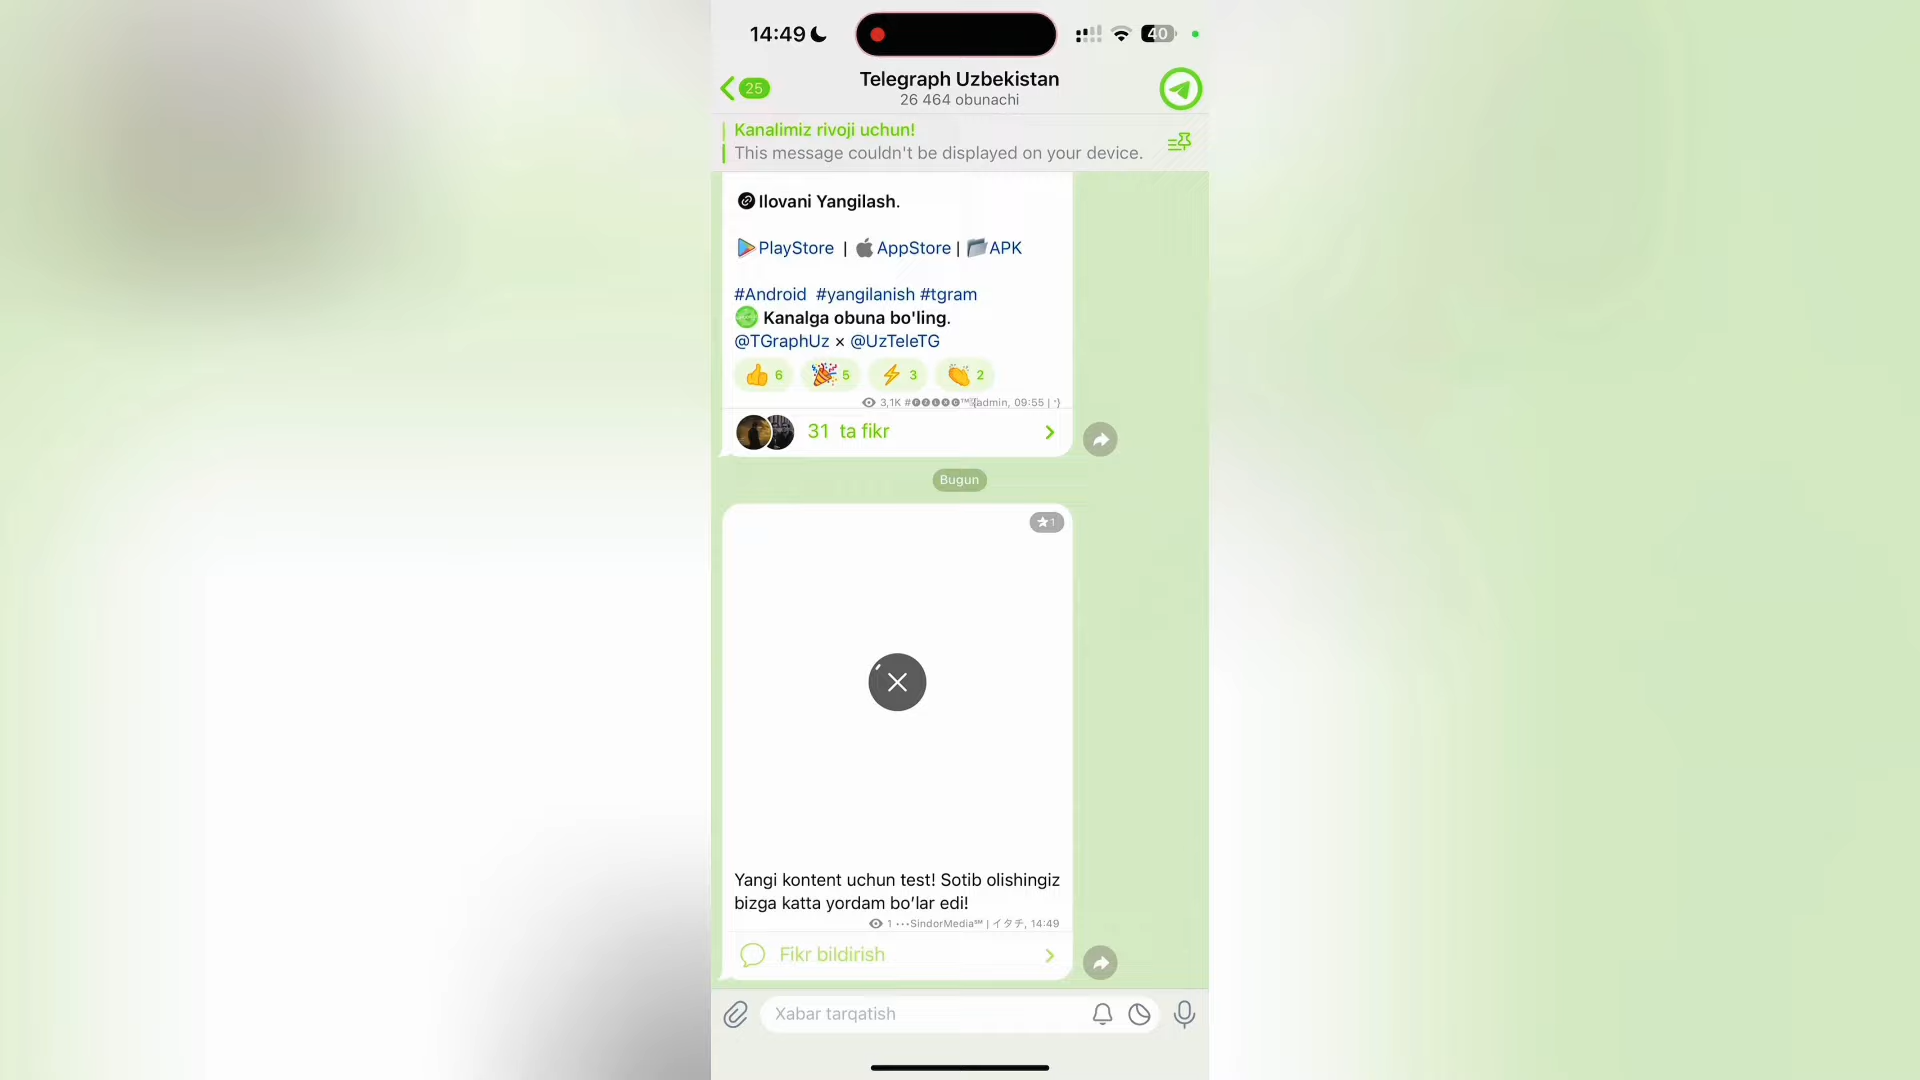 14:49
40
25
Telegraph Uzbekistan
26 464 obunachi
Kanalimiz rivoji uchun!
This message couldn't be displayed on your device.
Ilovani Yangilash.
PlayStore | AppStore | APK
#Android #yangilanish #tgram
Kanalga obuna bo'ling.
@TGraphUz × @UzTeleTG
6 5 3 2
3,1K admin, 09:55
31 ta fikr
Bugun
1
Yangi kontent uchun test! Sotib olishingiz
bizga katta yordam bo‘lar edi!
1 •••SindorMedia℠ | イタチ, 14:49
Fikr bildirish
Xabar tarqatish